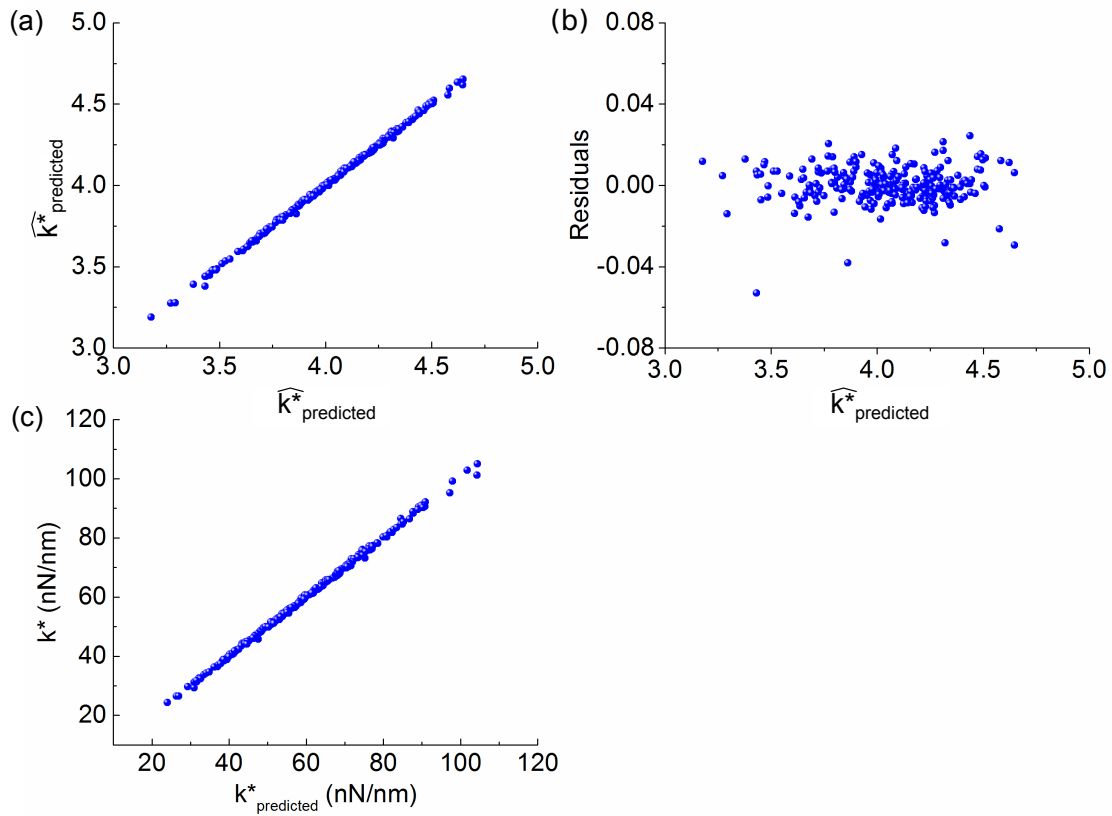 (a)
5.0
4.5
4.0
3.5
3.0
k̂*predicted
3.0 3.5 4.0 4.5 5.0
k̂*predicted
(b)
0.08
0.04
0.00
-0.04
-0.08
Residuals
3.0 3.5 4.0 4.5 5.0
k̂*predicted
(c)
120
100
80
60
40
20
k* (nN/nm)
20 40 60 80 100 120
k*predicted (nN/nm)